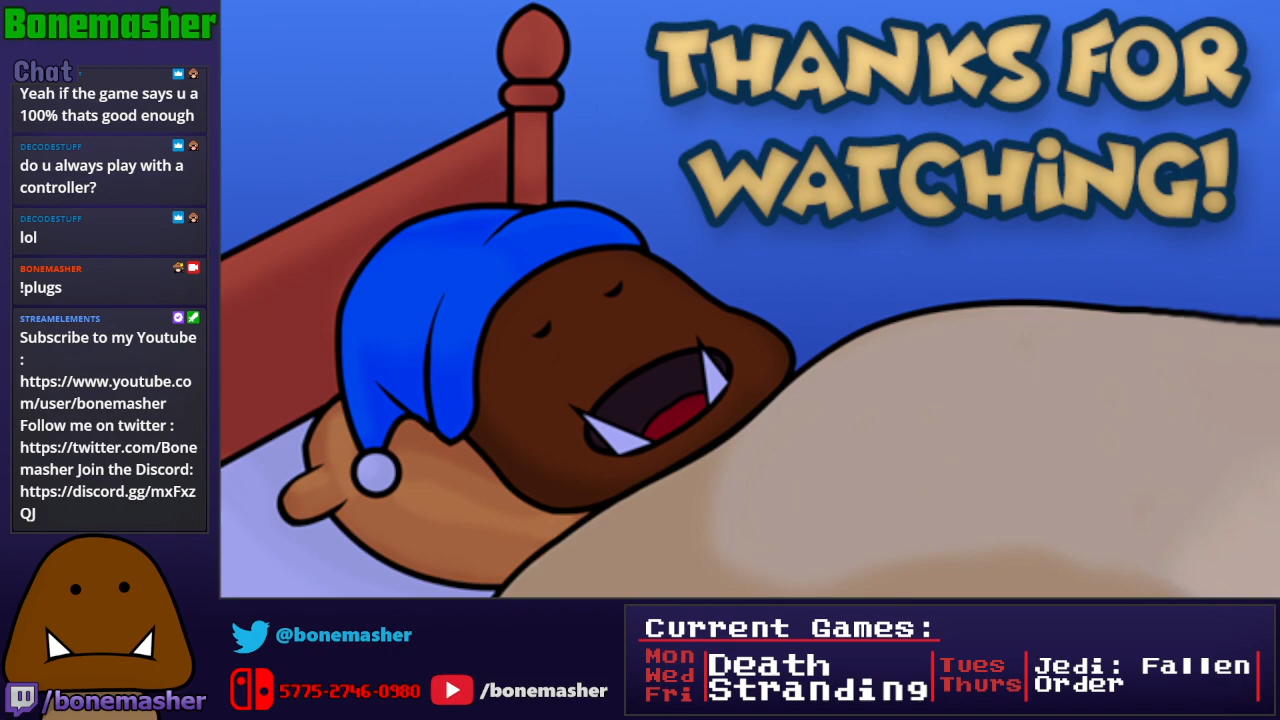 Bonemasher
Chat
Yeah if the game says u a
100% thats good enough
DECODESTUFF
do u always play with a
controller?
DECODESTUFF
lol
BONEMASHER
!plugs
STREAMELEMENTS
Subscribe to my Youtube
:
https://www.youtube.co
m/user/bonemasher
Follow me on twitter :
https://twitter.com/Bone
masher Join the Discord:
https://discord.gg/mxFxz
QJ
/bonemasher
THANKS FOR
WATCHiNG!
@bonemasher
5775-2746-0980
/bonemasher
Current Games:
Mon
Wed
Fri
Death
Stranding
Tues
Thurs
Jedi: Fallen
Order